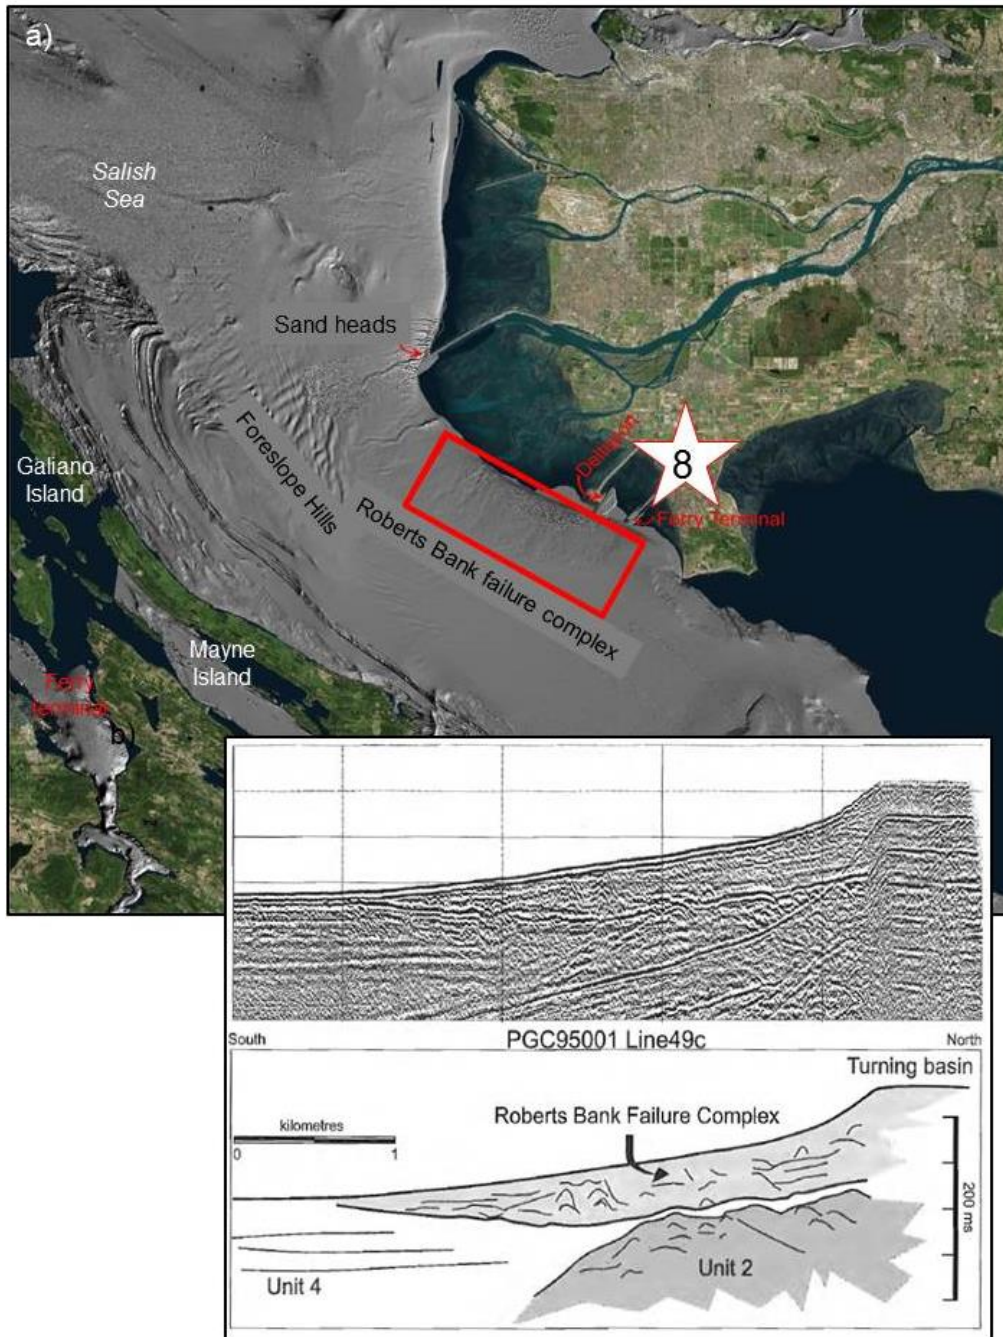 a)
Salish
Sea
Sand heads
Foreslope Hills
Galiano
Island
Deltaport
8
Ferry Terminal
Roberts Bank failure complex
Mayne
Island
Ferry
terminal
b)
South
PGC95001 Line49c
North
Turning basin
Roberts Bank Failure Complex
kilometres
0
1
200 ms
Unit 4
Unit 2